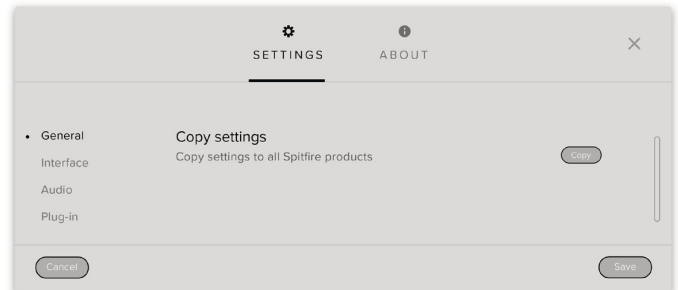 SETTINGS
ABOUT
General
Interface
Audio
Plug-in
Copy settings
Copy settings to all Spitfire products
Copy
Cancel
Save